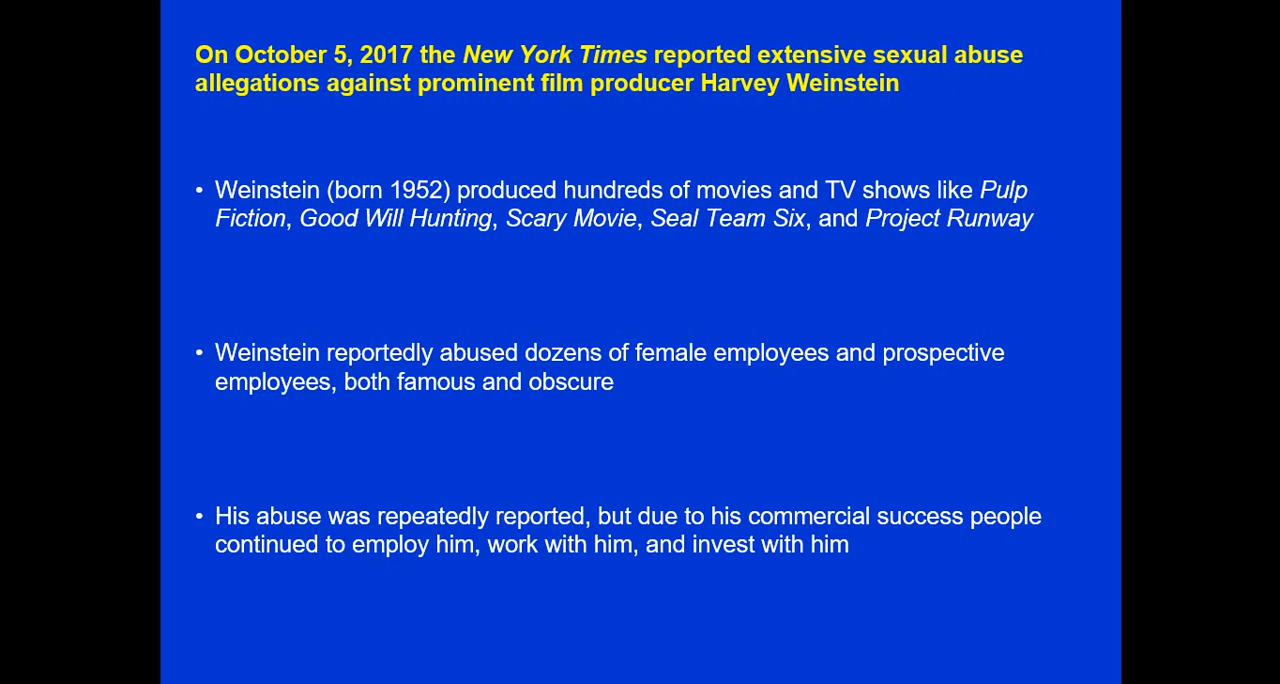 On October 5, 2017 the New York Times reported extensive sexual abuse
allegations against prominent film producer Harvey Weinstein
• Weinstein (born 1952) produced hundreds of movies and TV shows like Pulp
Fiction, Good Will Hunting, Scary Movie, Seal Team Six, and Project Runway
• Weinstein reportedly abused dozens of female employees and prospective
employees, both famous and obscure
• His abuse was repeatedly reported, but due to his commercial success people
continued to employ him, work with him, and invest with him